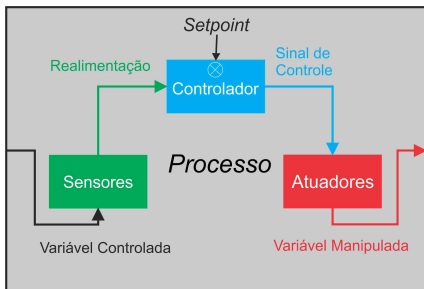 Setpoint
Realimentação
Controlador
Sinal de
Controle
Processo
Sensores
Atuadores
Variável Controlada
Variável Manipulada